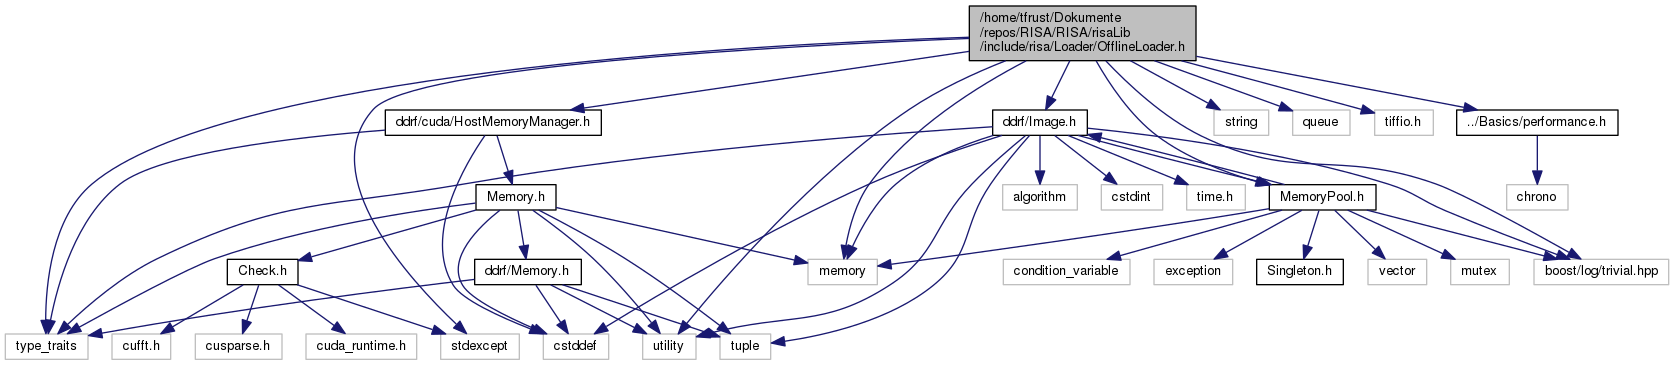 /home/tfrust/Dokumente
/repos/RISA/RISA/risaLib
/include/risa/Loader/OfflineLoader.h
ddrf/cuda/HostMemoryManager.h
ddrf/Image.h
string
queue
tiffio.h
../Basics/performance.h
Memory.h
algorithm
cstdint
time.h
MemoryPool.h
chrono
Check.h
ddrf/Memory.h
memory
condition_variable
exception
Singleton.h
vector
mutex
boost/log/trivial.hpp
type_traits
cufft.h
cusparse.h
cuda_runtime.h
stdexcept
cstddef
utility
tuple